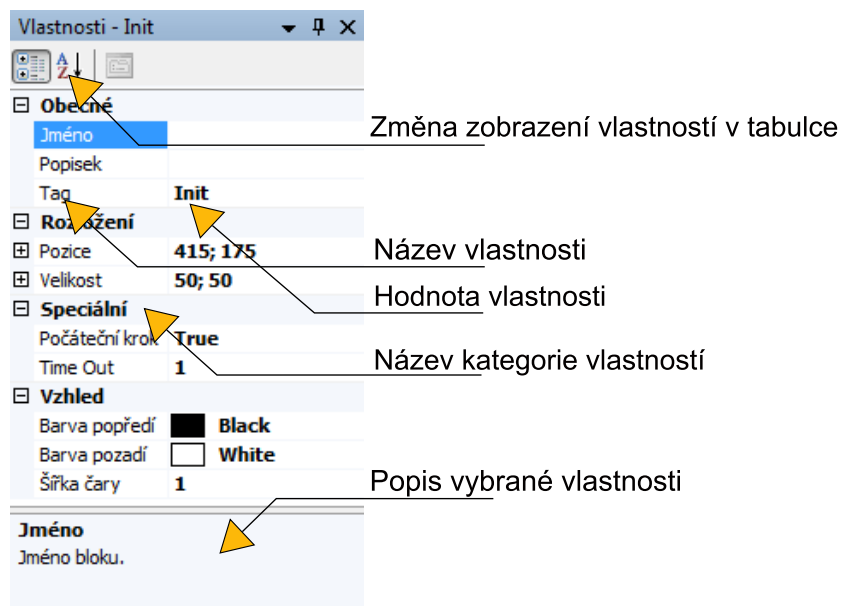 Vlastnosti - Init
A
Z
Obecné
Jméno
Změna zobrazení vlastností v tabulce
Popisek
Tag Init
Rozložení
Pozice 415; 175
Název vlastnosti
Velikost 50; 50
Hodnota vlastnosti
Speciální
Počáteční krok True
Název kategorie vlastností
Time Out 1
Vzhled
Barva popředí Black
Barva pozadí White
Šířka čary 1
Popis vybrané vlastnosti
Jméno
Jméno bloku.